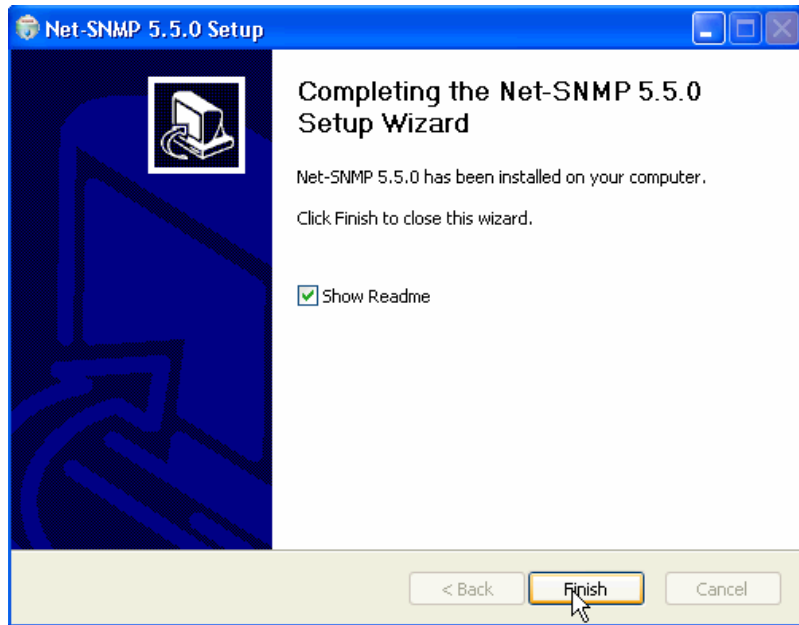 Net-SNMP 5.5.0 Setup
Completing the Net-SNMP 5.5.0
Setup Wizard
Net-SNMP 5.5.0 has been installed on your computer.
Click Finish to close this wizard.
Show Readme
< Back
Finish
Cancel